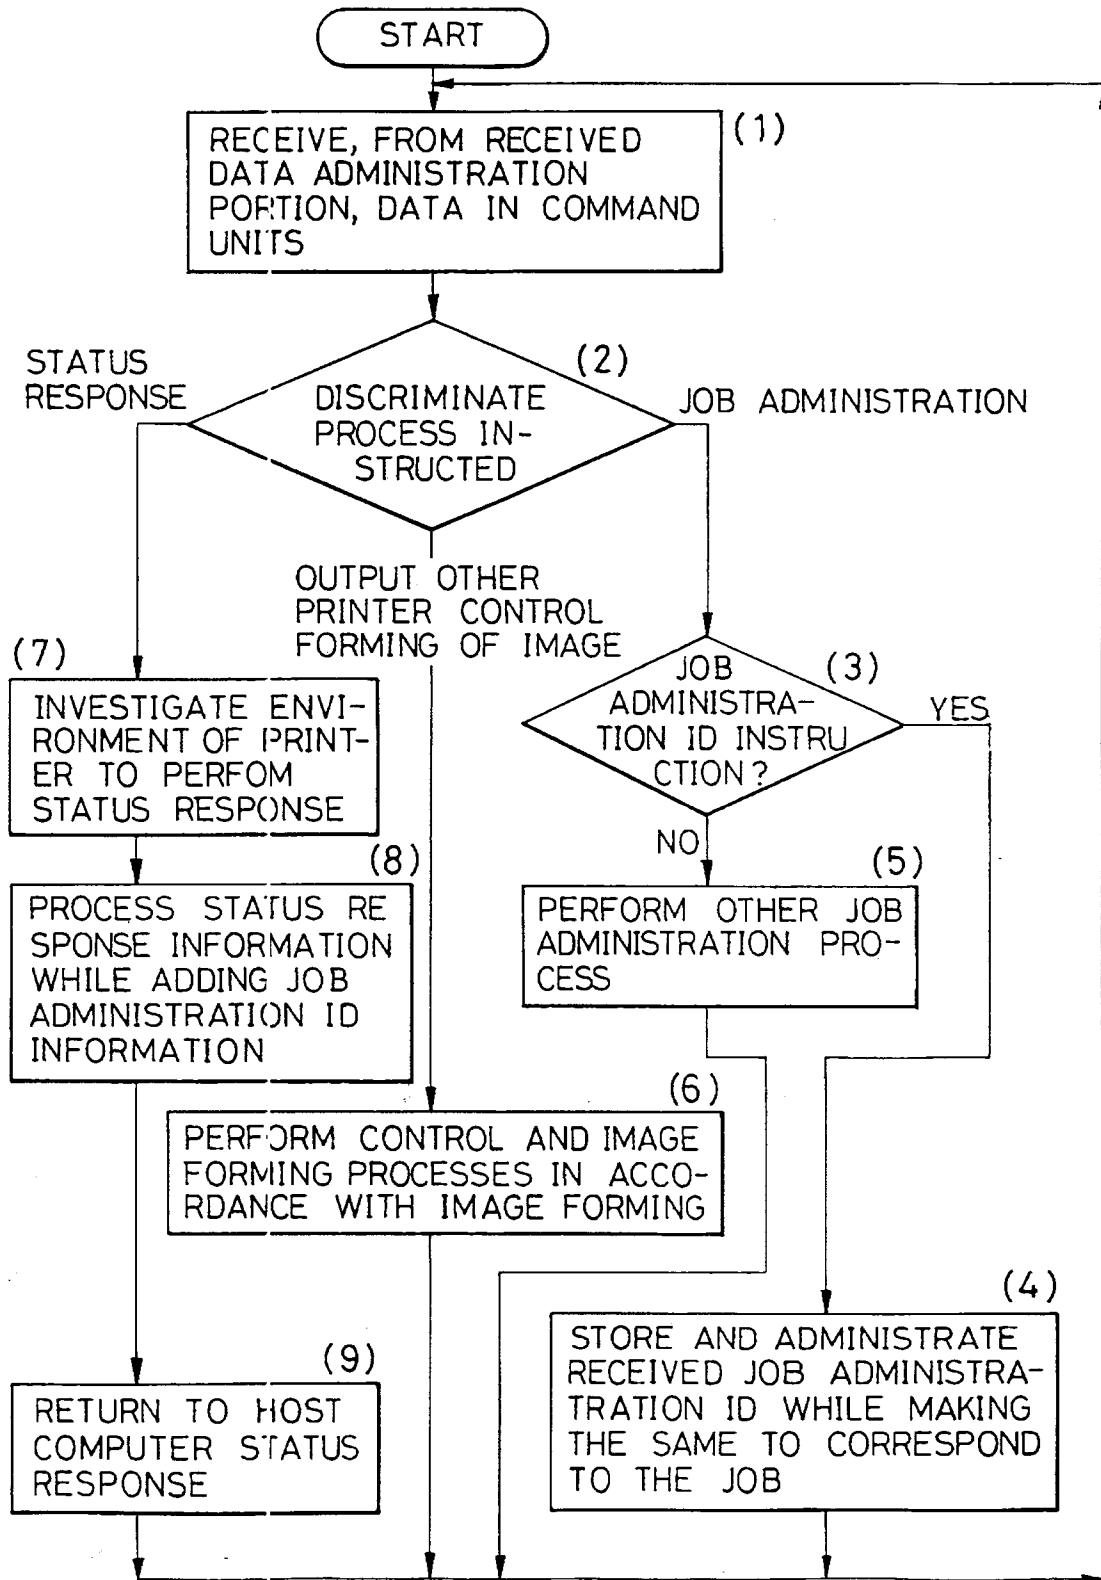 START
(1)
RECEIVE, FROM RECEIVED
DATA ADMINISTRATION
PORTION, DATA IN COMMAND
UNITS
STATUS
RESPONSE
(2)
DISCRIMINATE
PROCESS IN-
STRUCTED
JOB ADMINISTRATION
OUTPUT OTHER
PRINTER CONTROL
FORMING OF IMAGE
(3)
JOB
ADMINISTRA-
TION ID INSTRU
CTION?
YES
NO
(7)
INVESTIGATE ENVI-
RONMENT OF PRINT-
ER TO PERFOM
STATUS RESPONSE
(8)
PROCESS STATUS RE
SPONSE INFORMATION
WHILE ADDING JOB
ADMINISTRATION ID
INFORMATION
(5)
PERFORM OTHER JOB
ADMINISTRATION PRO-
CESS
(6)
PERFORM CONTROL AND IMAGE
FORMING PROCESSES IN ACCO-
RDANCE WITH IMAGE FORMING
(4)
STORE AND ADMINISTRATE
RECEIVED JOB ADMINISTRA-
TRATION ID WHILE MAKING
THE SAME TO CORRESPOND
TO THE JOB
(9)
RETURN TO HOST
COMPUTER STATUS
RESPONSE